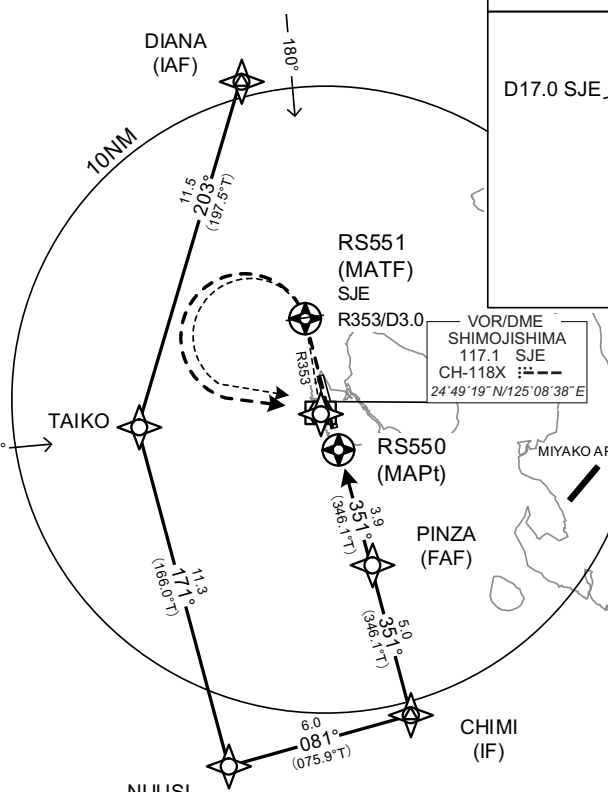 DIANA
(IAF)
180°
D17.0 SJE
10NM
11.5
203°
(197.5°T)
RS551
(MATF)
SJE
R353/D3.0
R353
VOR/DME
SHIMOJISHIMA
117.1 SJE
CH-118X
24°49´19˝N/125°08´38˝E
TAIKO
RS550
(MAPt)
MIYAKO AP
3.9
351°
(346.1°T)
PINZA
(FAF)
11.3
171°
(166.0°T)
5.0
351°
(346.1°T)
6.0
081°
(075.9°T)
CHIMI
(IF)